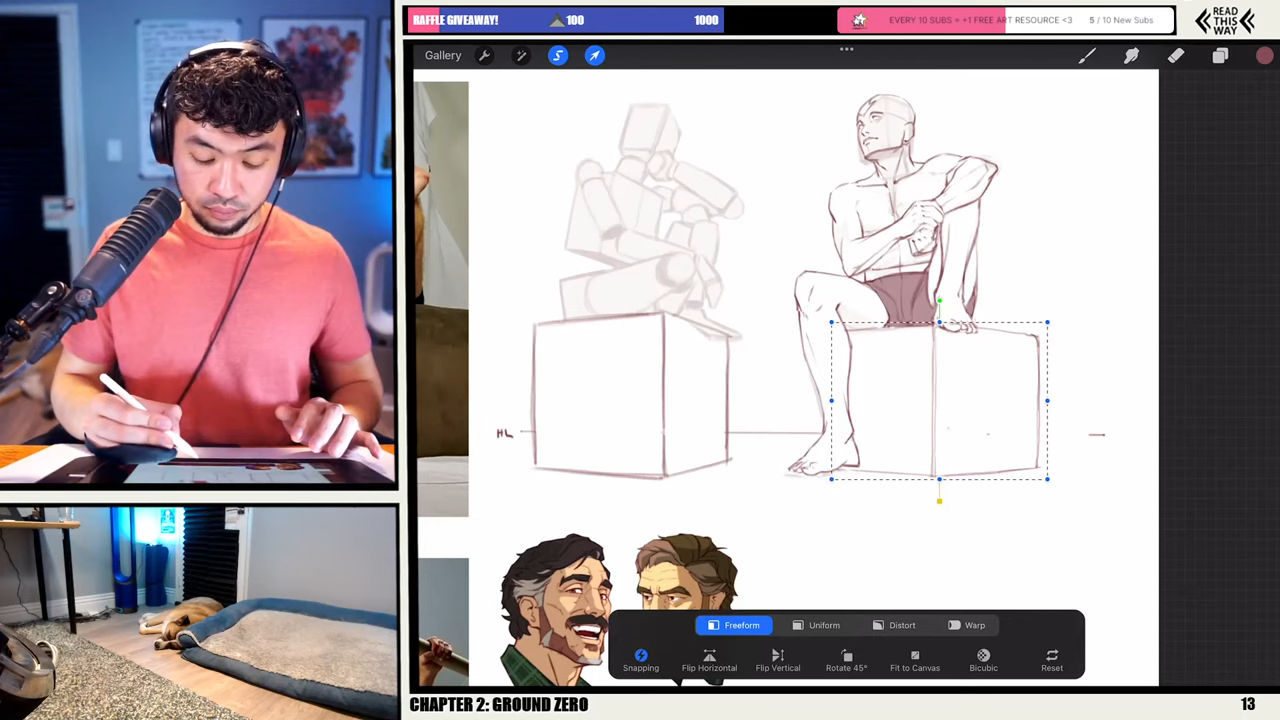 RAFFLE GIVEAWAY! 100 1000
EVERY 10 SUBS = +1 FREE ART RESOURCE <3 5 / 10 New Subs
READ
THIS
WAY
Gallery
S
HL
Freeform Uniform Distort Warp
Snapping Flip Horizontal Flip Vertical Rotate 45° Fit to Canvas Bicubic Reset
CHAPTER 2: GROUND ZERO 13